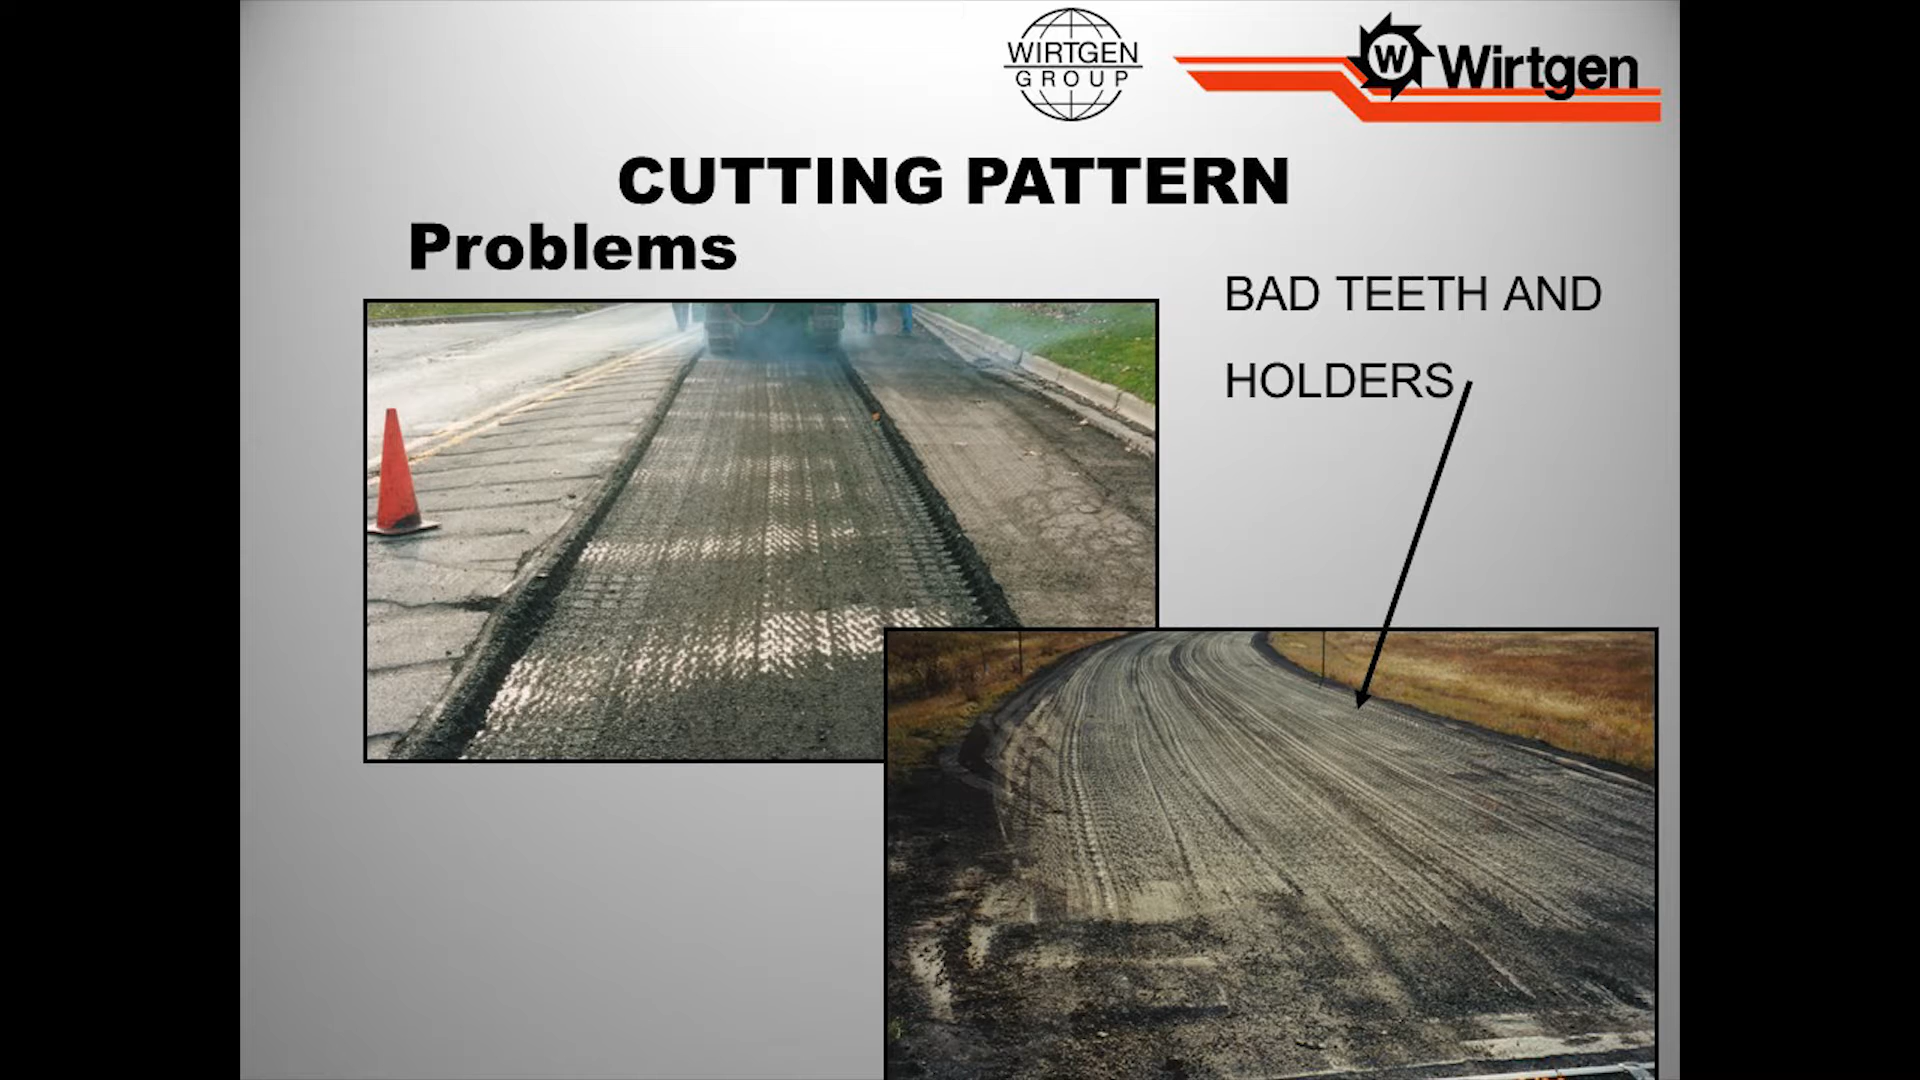 WIRTGEN
GROUP
W
Wirtgen
CUTTING PATTERN
Problems
BAD TEETH AND
HOLDERS